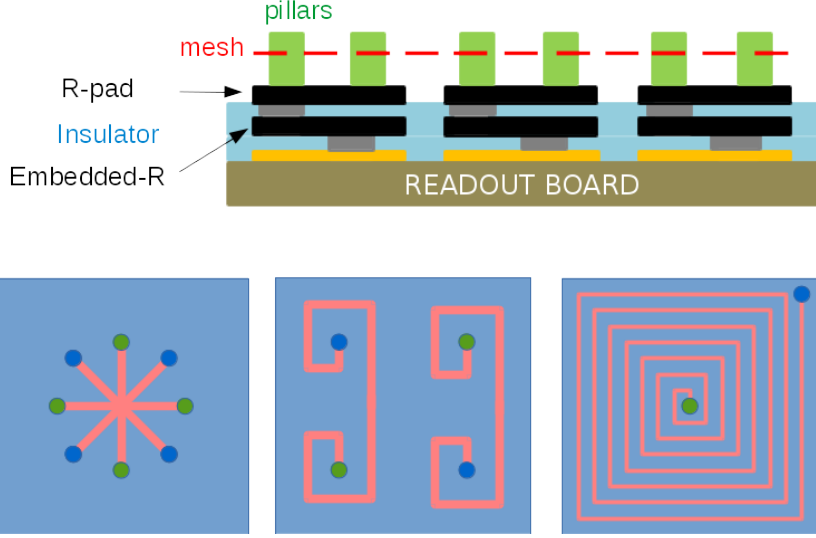 pillars
mesh
R-pad
Insulator
Embedded-R
READOUT BOARD